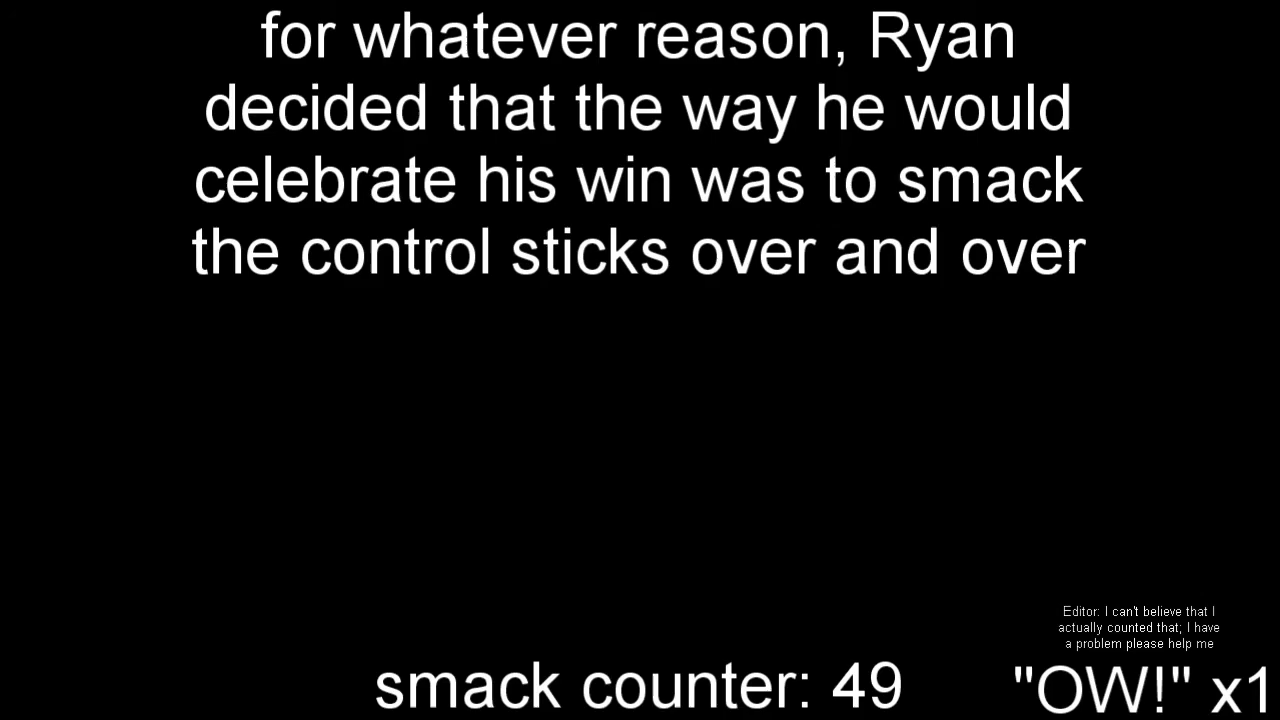 for whatever reason, Ryan
decided that the way he would
celebrate his win was to smack
the control sticks over and over
Editor: I can't believe that I
actually counted that; I have
a problem please help me
smack counter: 49
"OW!" x1